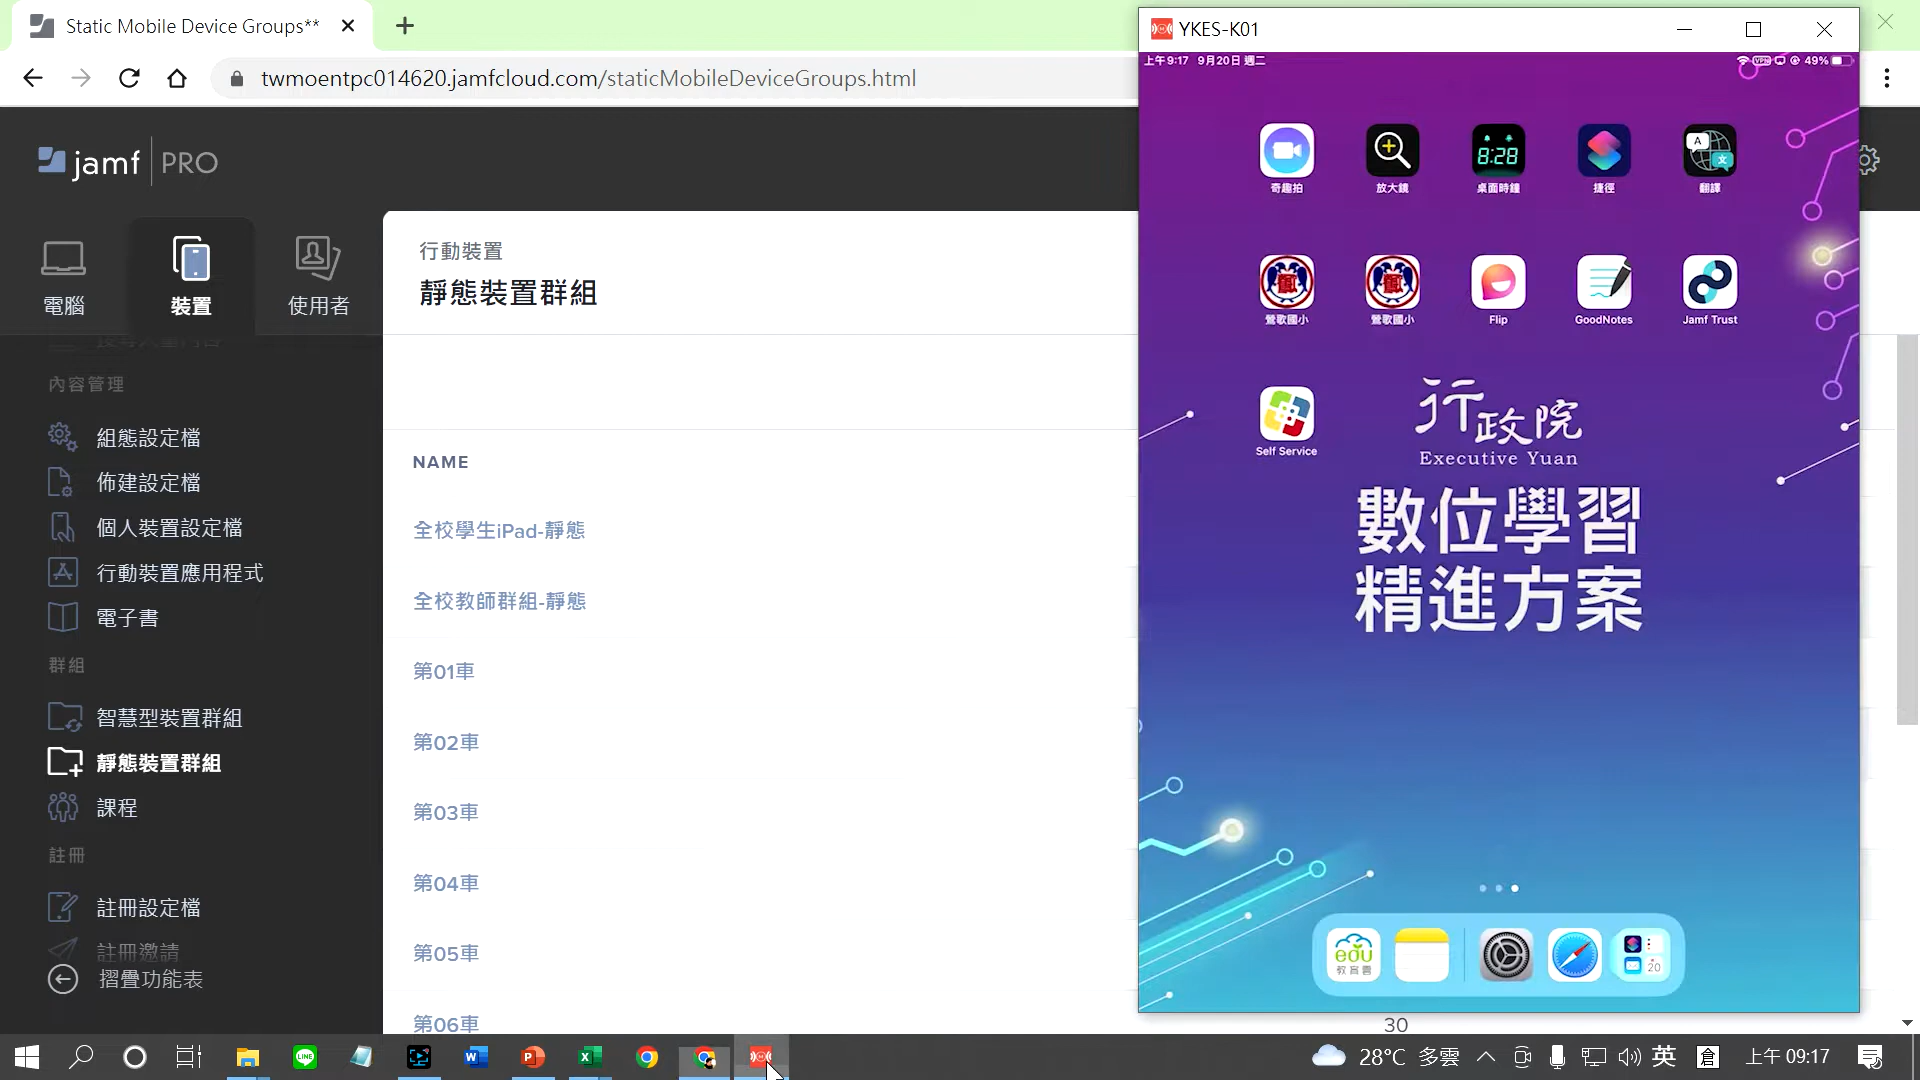 Static Mobile Device Groups**
YKES-K01
twmoentpc014620.jamfcloud.com/staticMobileDeviceGroups.html
jamf PRO
電腦
裝置
使用者
內容管理
組態設定檔
佈建設定檔
個人裝置設定檔
行動裝置應用程式
電子書
群組
智慧型裝置群組
靜態裝置群組
課程
註冊
註冊設定檔
註冊邀請
摺疊功能表
行動裝置
靜態裝置群組
NAME
全校學生iPad-靜態
全校教師群組-靜態
第01車
第02車
第03車
第04車
第05車
第06車
30
上午9:17 9月20日 週二
VPN
49%
8:28
奇趣拍
放大鏡
桌面時鐘
捷徑
翻譯
鶯歌國小
鶯歌國小
Flip
GoodNotes
Jamf Trust
Self Service
行政院
Executive Yuan
數位學習
精進方案
edu
教育雲
20
LINE
28°C 多雲
英
倉
上午 09:17